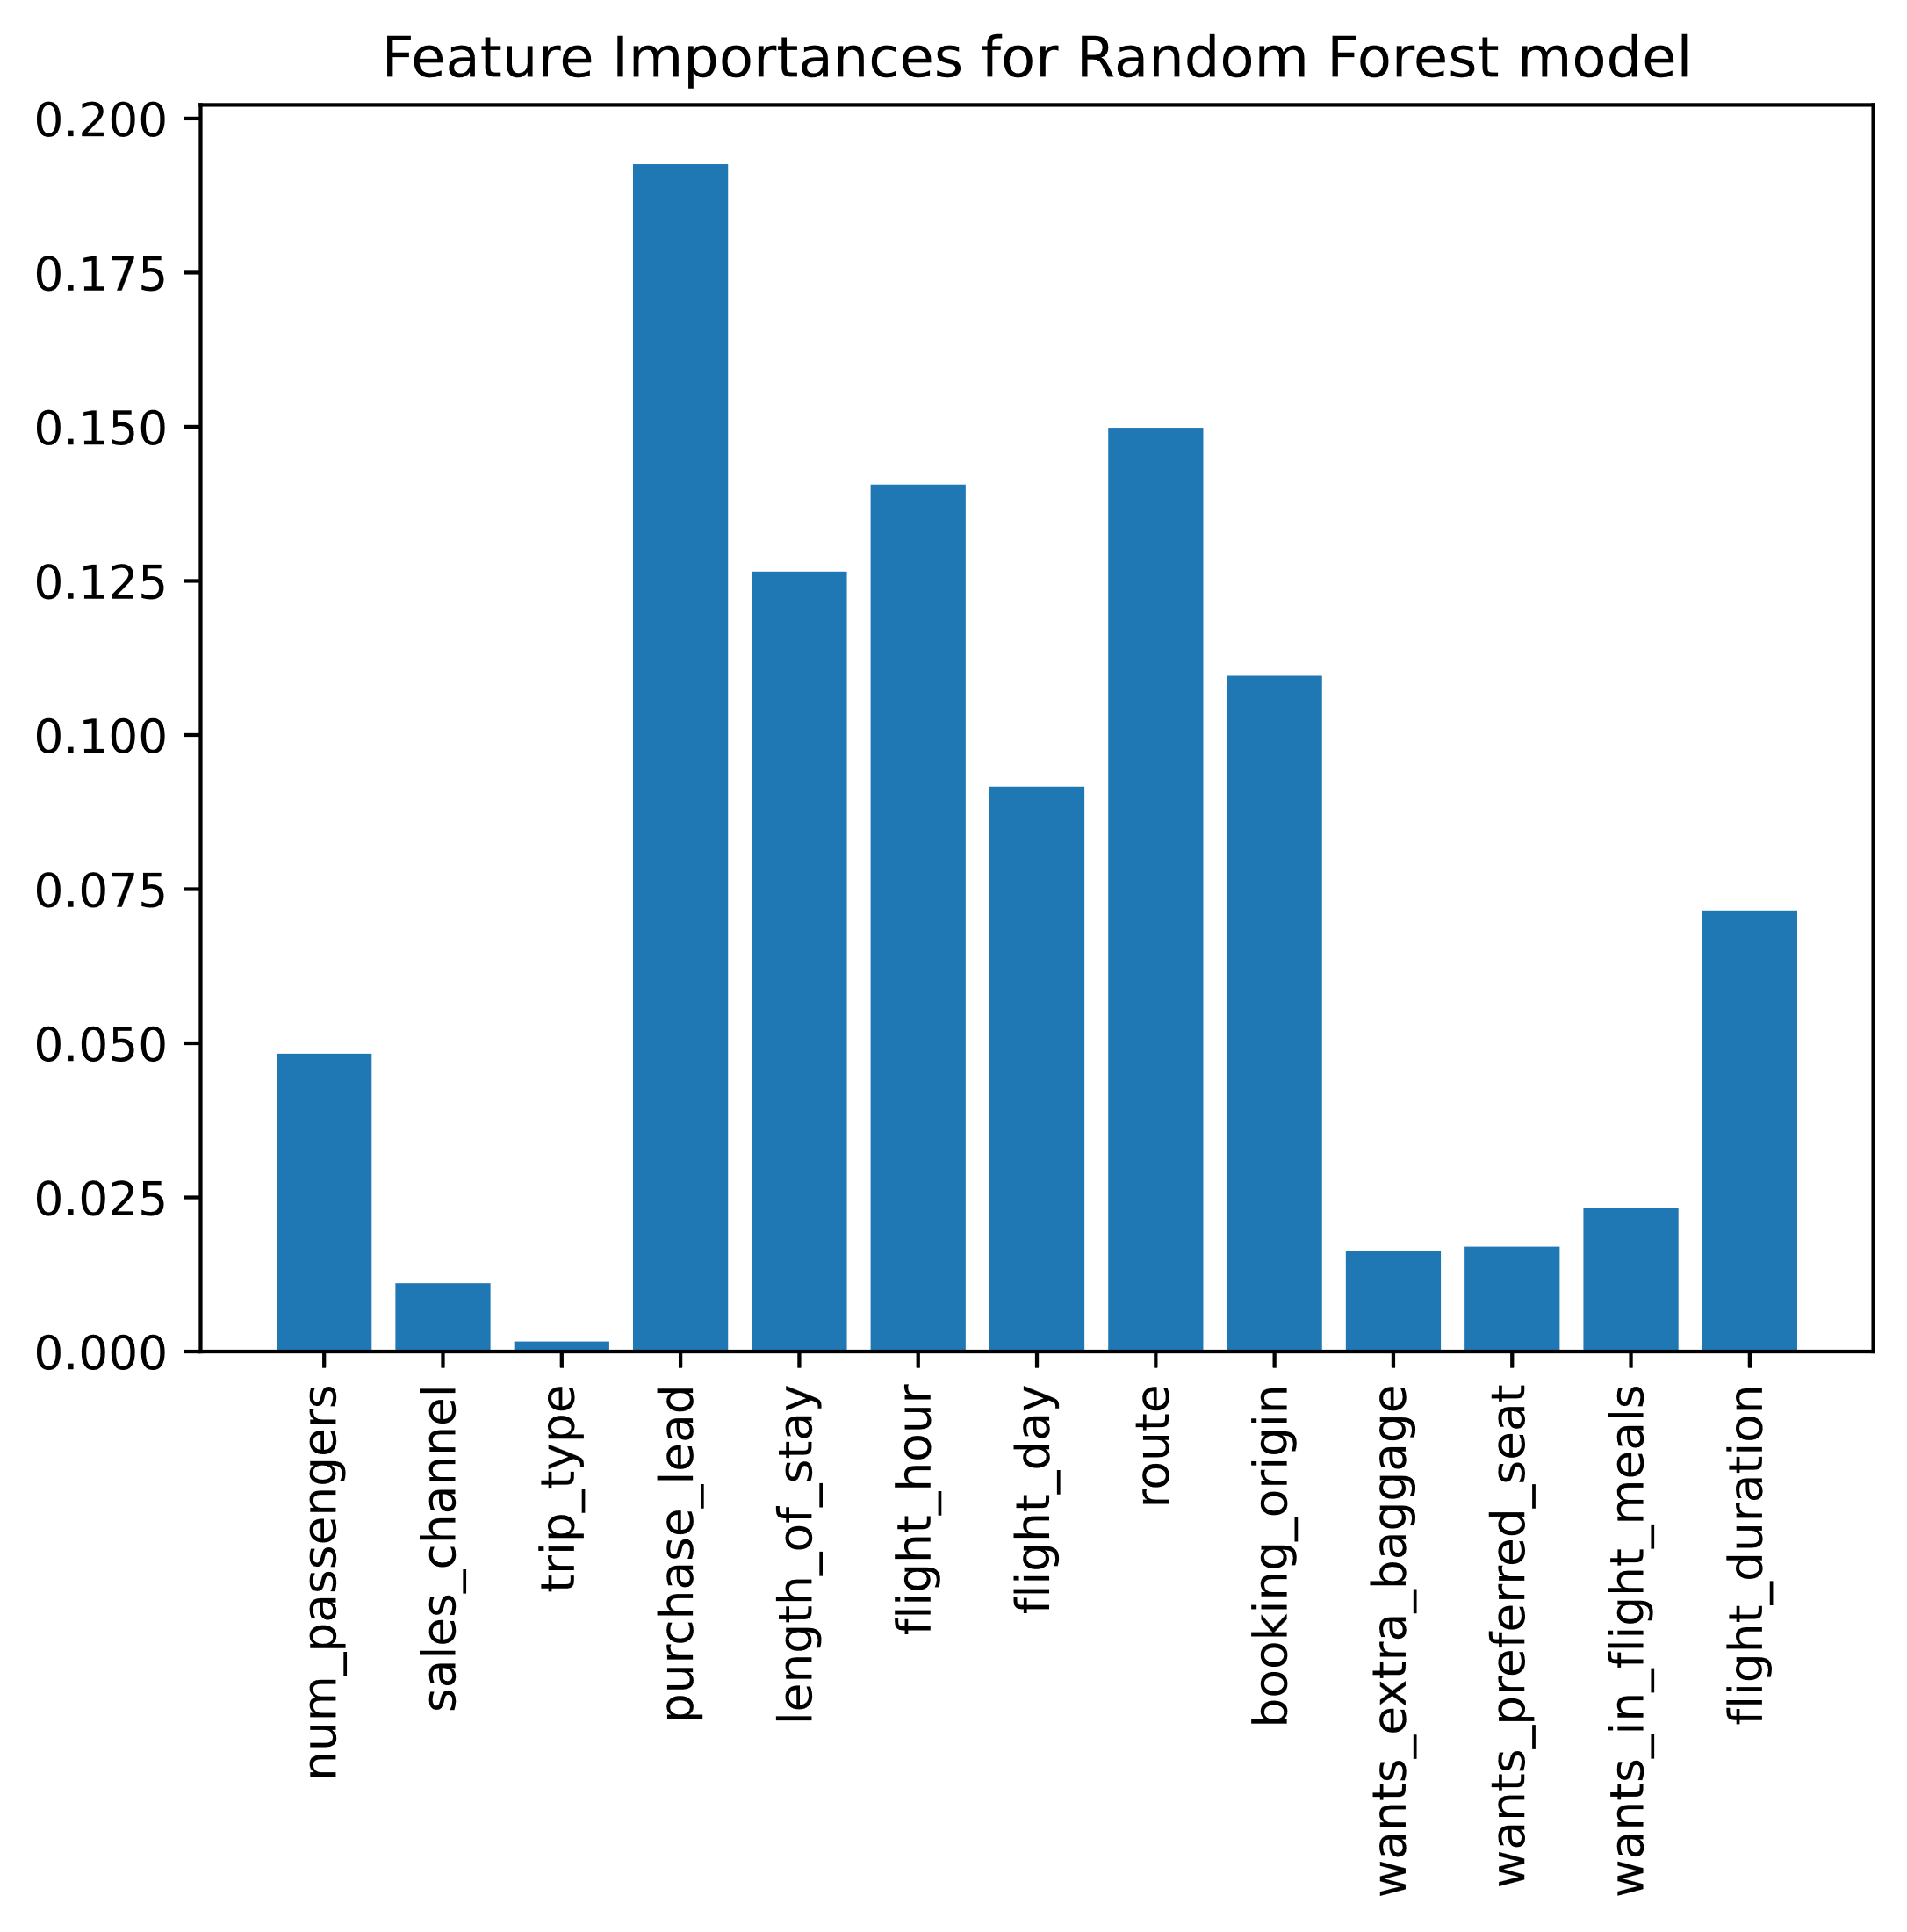 Feature Importances for Random Forest model
0.200
0.175
0.150
0.125
0.100
0.075
0.050
0.025
0.000
num_passengers
sales_channel
trip_type
purchase_lead
length_of_stay
flight_hour
flight_day
route
booking_origin
wants_extra_baggage
wants_preferred_seat
wants_in_flight_meals
flight_duration